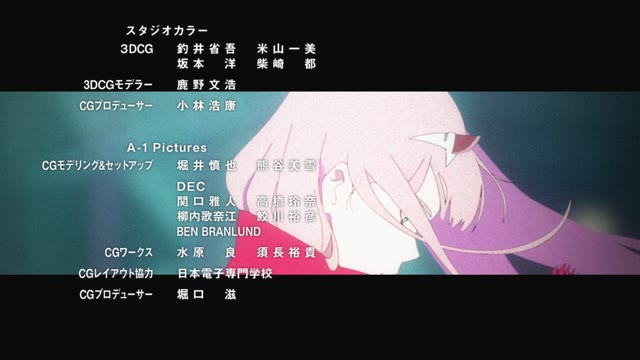 スタジオカラー
3DCG 釣井省吾 米山一美
坂本 洋 柴崎 都
3DCGモデラー 鹿野文浩
CGプロデューサー 小林浩康
A-1 Pictures
CGモデリング&セットアップ 堀井慎也 熊谷美雪
DEC
関口雅人 高橋玲奈
柳内歌奈江 鮫川裕彦
BEN BRANLUND
CGワークス 水原 良 須長裕貴
CGレイアウト協力 日本電子専門学校
CGプロデューサー 堀口 滋